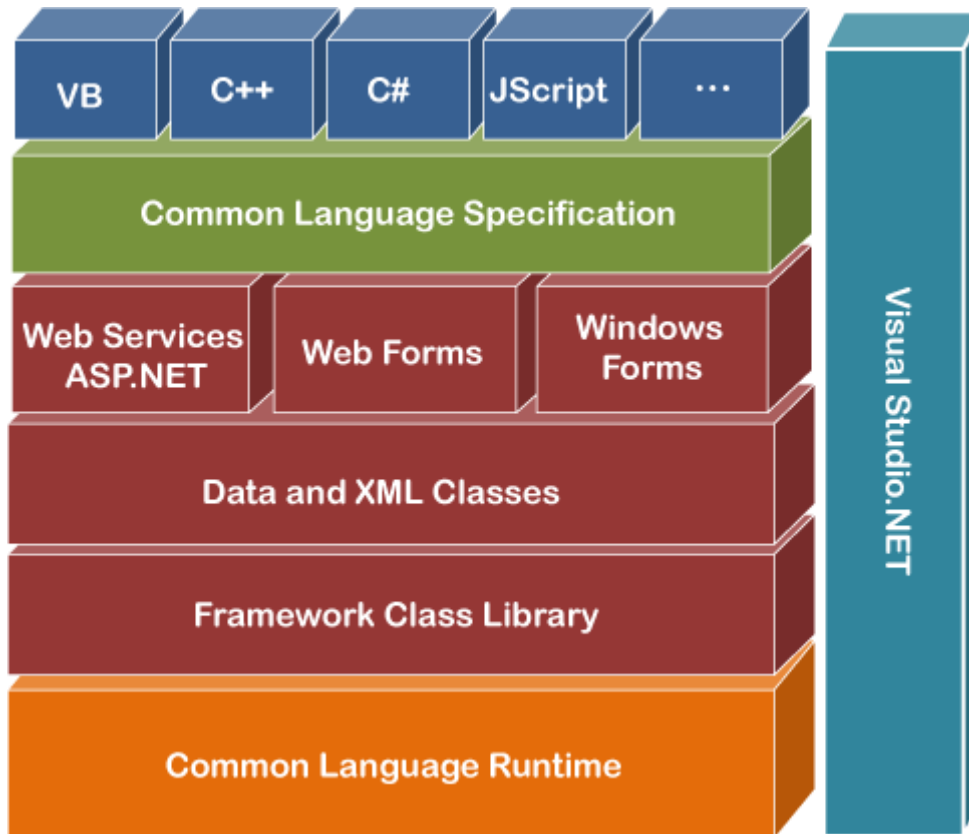 VB
C++
C#
JScript
...
Common Language Specification
Web Services
ASP.NET
Web Forms
Windows
Forms
Data and XML Classes
Framework Class Library
Common Language Runtime
Visual Studio.NET